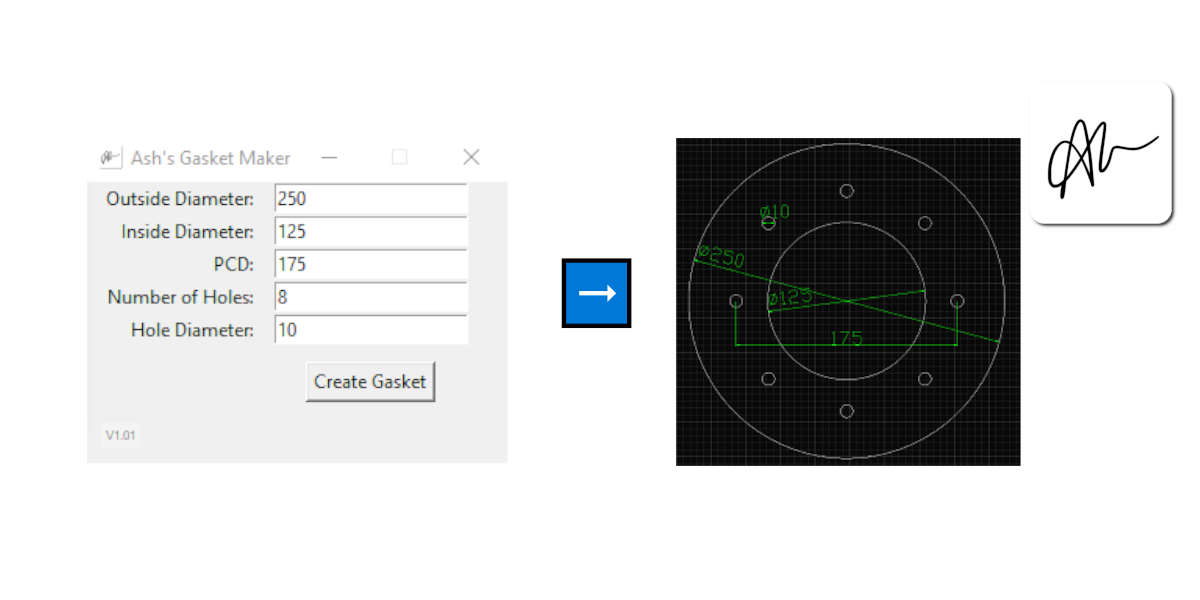 Ash's Gasket Maker
Outside Diameter: 250
Inside Diameter: 125
PCD: 175
Number of Holes: 8
Hole Diameter: 10
Create Gasket
V1.01
Ø10
Ø250
Ø125
175
Ash